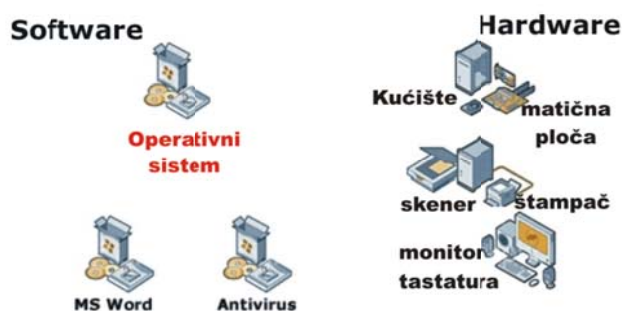 Software
Operativni
sistem
MS Word
Antivirus
Hardware
Kućište
matična
ploča
skener
štampač
monitor
tastatura